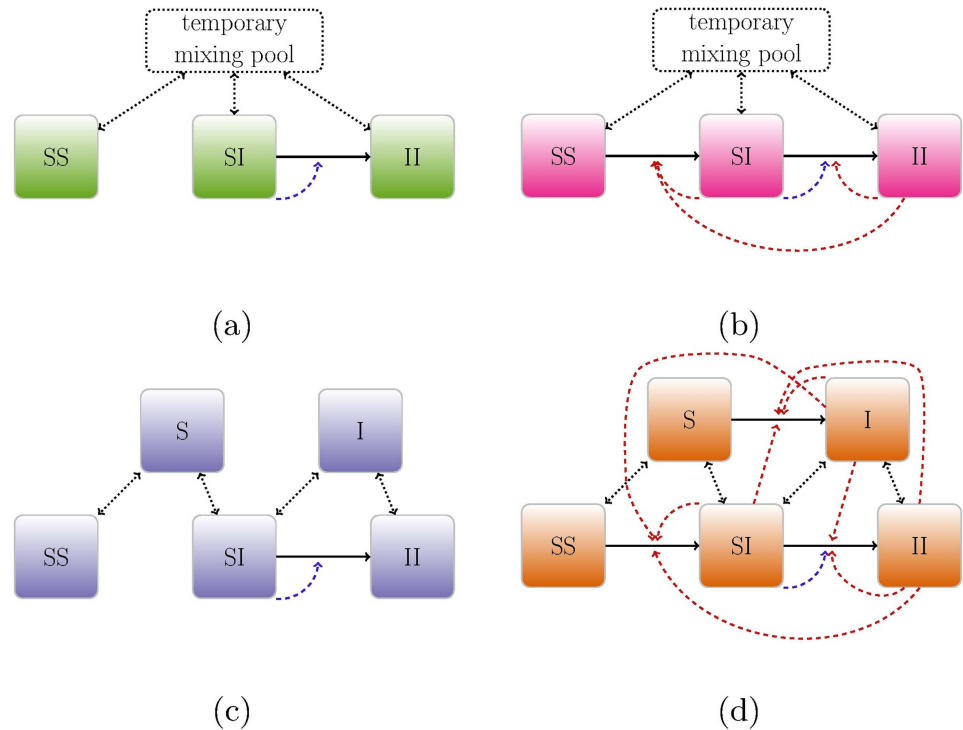 temporary
mixing pool
SS
SI
II
(a)
temporary
mixing pool
SS
SI
II
(b)
S
I
SS
SI
II
(c)
S
I
SS
SI
II
(d)